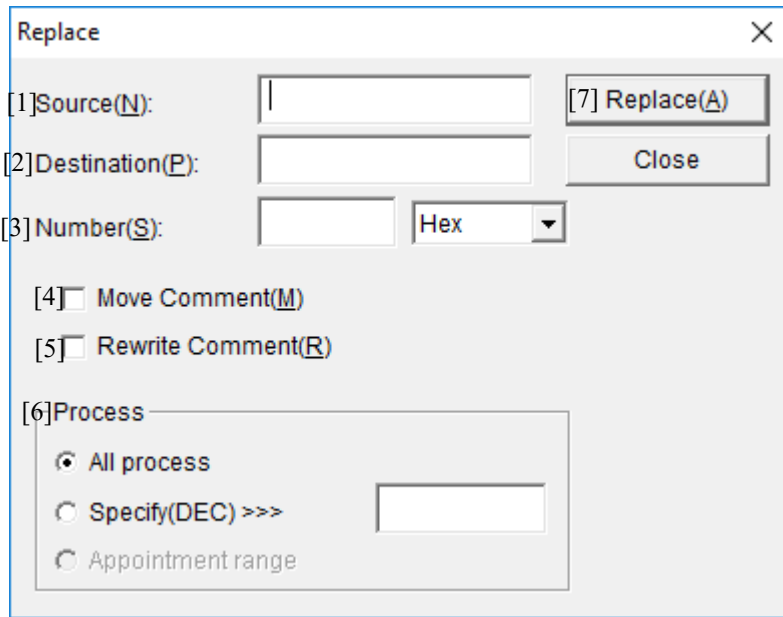 Replace
[1]Source(N): [7] Replace(A)
[2]Destination(P): Close
[3]Number(S): Hex
[4] Move Comment(M)
[5] Rewrite Comment(R)
[6]Process
All process
Specify(DEC) >>>
Appointment range